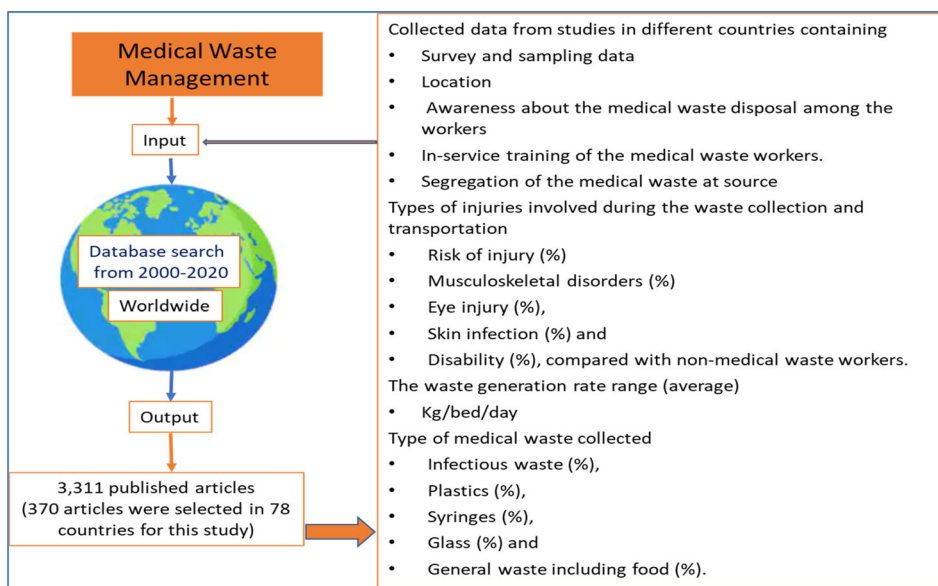 Medical Waste
Management
Input
Database search
from 2000-2020
Worldwide
Output
3,311 published articles
(370 articles were selected in 78
countries for this study)
Collected data from studies in different countries containing
• Survey and sampling data
• Location
• Awareness about the medical waste disposal among the
workers
• In-service training of the medical waste workers.
• Segregation of the medical waste at source
Types of injuries involved during the waste collection and
transportation
• Risk of injury (%)
• Musculoskeletal disorders (%)
• Eye injury (%),
• Skin infection (%) and
• Disability (%), compared with non-medical waste workers.
The waste generation rate range (average)
• Kg/bed/day
Type of medical waste collected
• Infectious waste (%),
• Plastics (%),
• Syringes (%),
• Glass (%) and
• General waste including food (%).